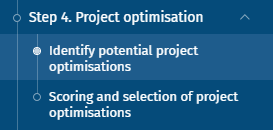 Step 4. Project optimisation
Identify potential project
optimisations
Scoring and selection of project
optimisations